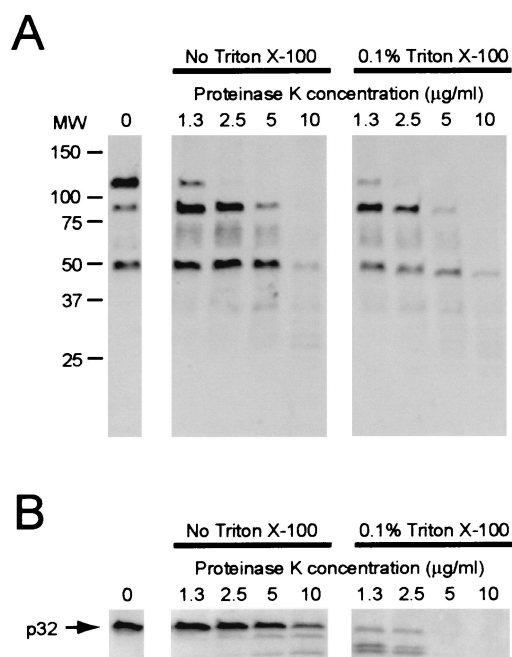 A
No Triton X-100 0.1% Triton X-100
Proteinase K concentration (µg/ml)
MW 0 1.3 2.5 5 10 1.3 2.5 5 10
150
100
75
50
37
25
B
No Triton X-100 0.1% Triton X-100
Proteinase K concentration (µg/ml)
0 1.3 2.5 5 10 1.3 2.5 5 10
p32